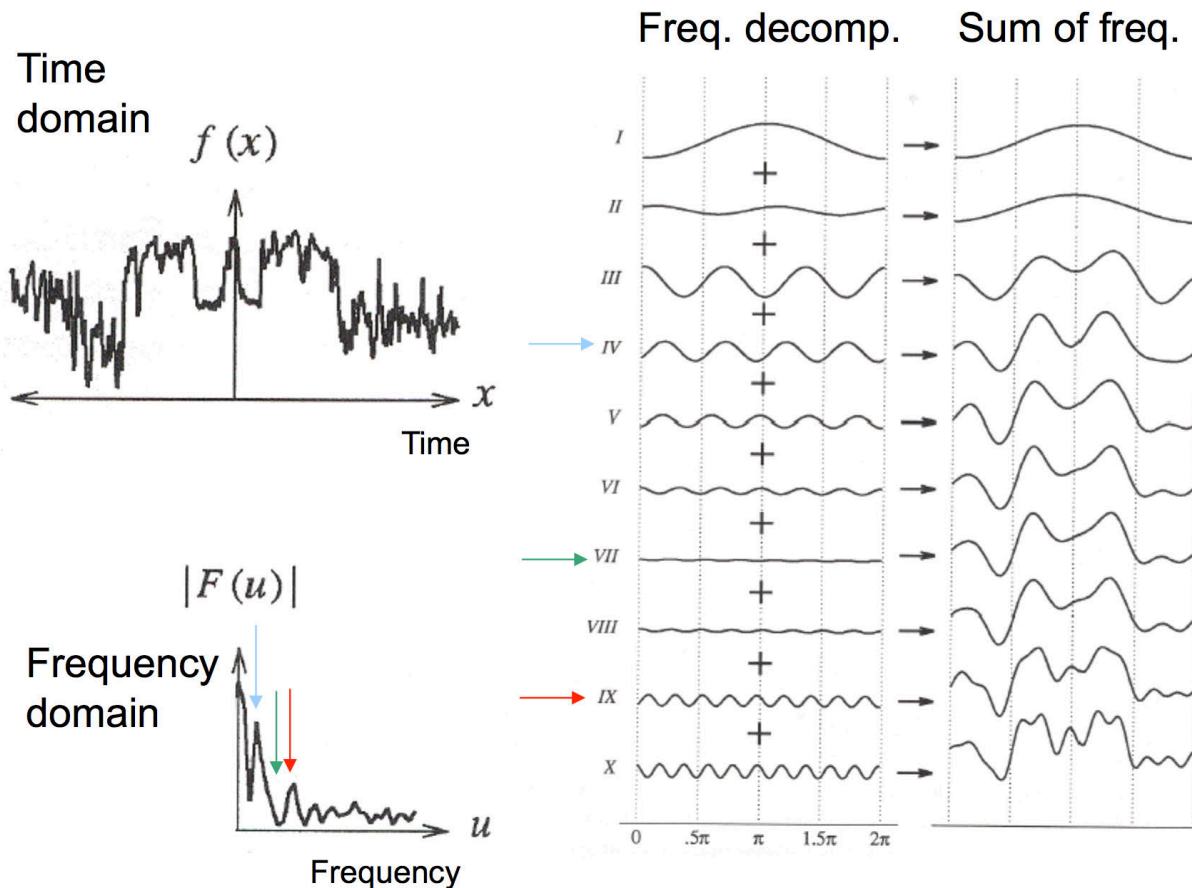 Freq. decomp.
Sum of freq.
Time
domain
f (x)
x
Time
|F (u)|
Frequency
domain
u
Frequency
I
+
II
+
III
+
IV
+
V
+
VI
+
VII
+
VIII
+
IX
+
X
0 .5π π 1.5π 2π